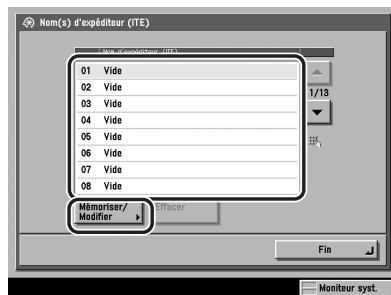 Nom(s) d'expéditeur (ITE)
Nom d'expéditeur (ITE)
01 Vide
02 Vide
03 Vide
04 Vide
05 Vide
06 Vide
07 Vide
08 Vide
1/13
Mémoriser/
Modifier
Effacer
Fin
Moniteur syst.